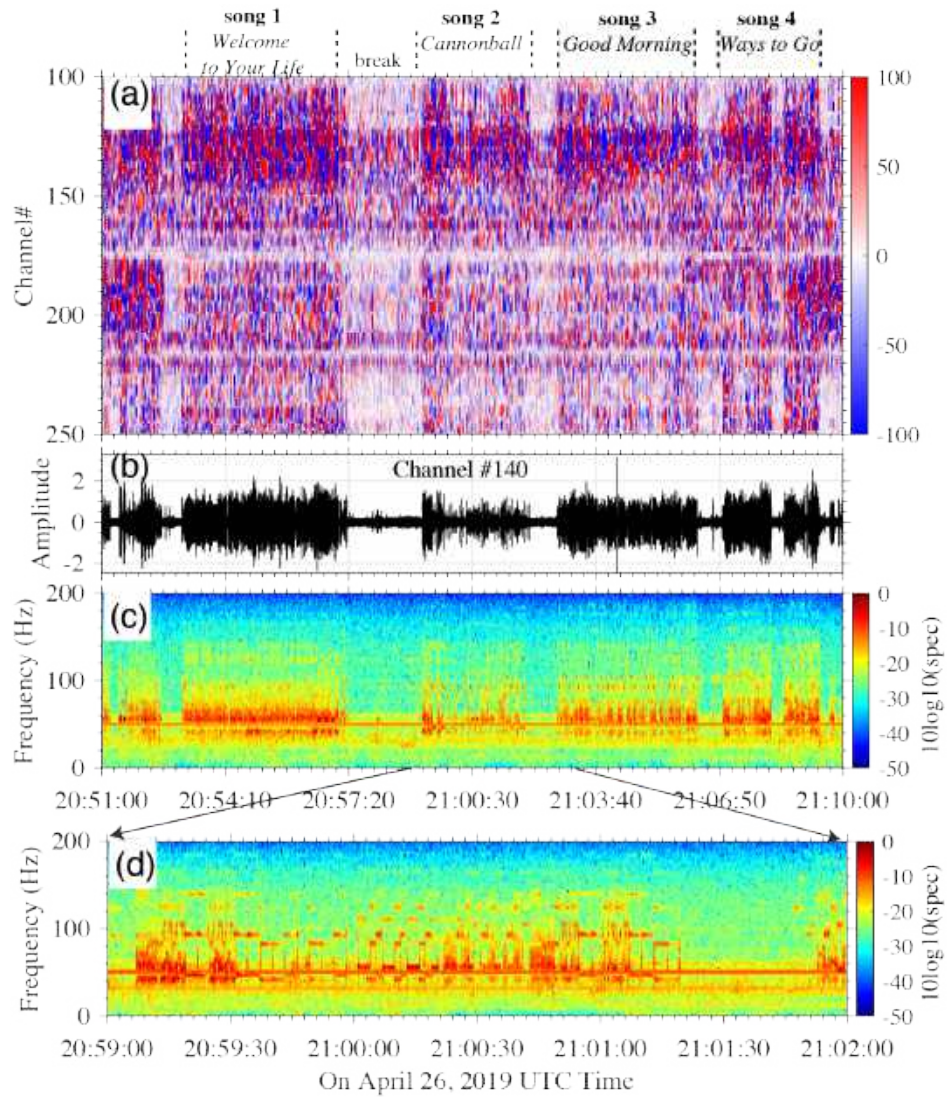 song 1 song 2 song 3 song 4
Welcome to Your Life break Cannonball Good Morning Ways to Go
(a)
Channel#
100
150
200
250
100
50
0
-50
-100
(b)
Channel #140
Amplitude
2
0
-2
(c)
Frequency (Hz)
200
100
0
0
-10
-20
-30
-40
-50
10log10(spec)
20:51:00 20:54:10 20:57:20 21:00:30 21:03:40 21:06:50 21:10:00
(d)
Frequency (Hz)
200
100
0
0
-10
-20
-30
-40
-50
10log10(spec)
20:59:00 20:59:30 21:00:00 21:00:30 21:01:00 21:01:30 21:02:00
On April 26, 2019 UTC Time